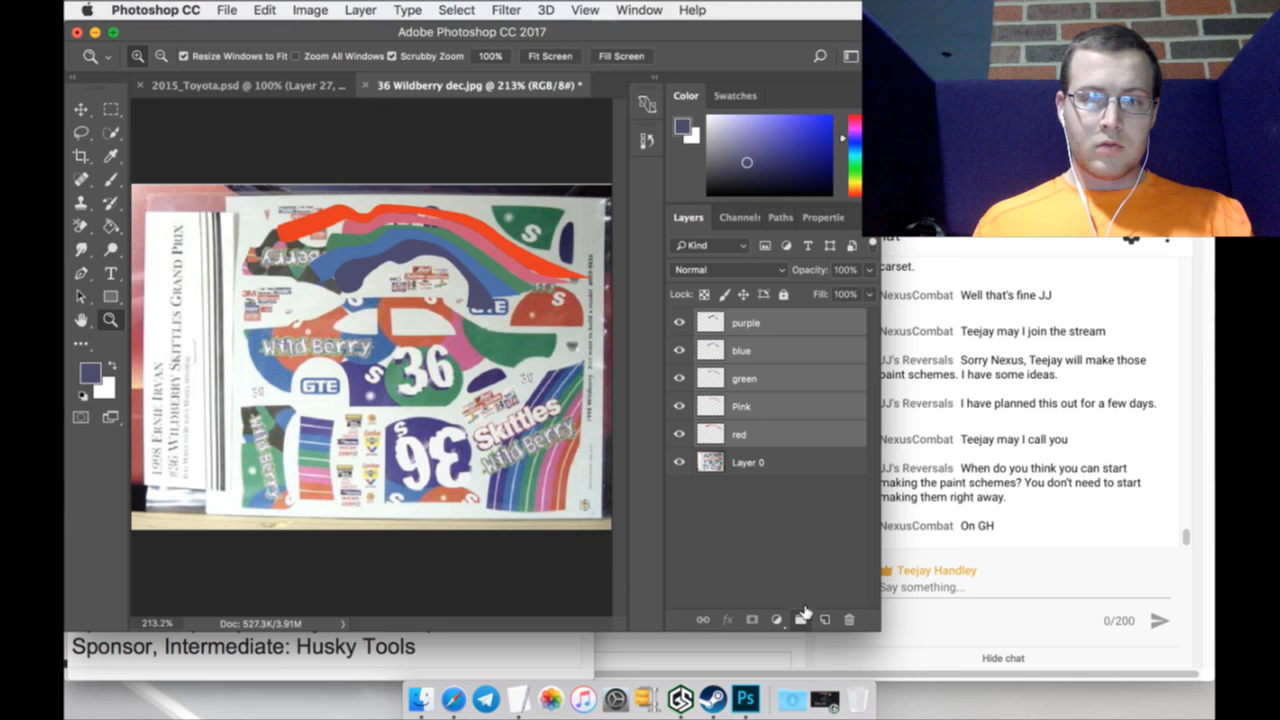 Photoshop CC File Edit Image Layer Type Select Filter 3D View Window Help
Adobe Photoshop CC 2017
Resize Windows to Fit Zoom All Windows Scrubby Zoom 100% Fit Screen Fill Screen
2015_Toyota.psd @ 100% (Layer 27, ...
36 Wildberry dec.jpg @ 213% (RGB/8#) *
Color Swatches
Layers Channel: Paths Propertie
Kind
Normal Opacity: 100%
Lock: Fill: 100%
purple
blue
green
Pink
red
Layer 0
1998 ERNIE IRVAN
#36 WILDBERRY SKITTLES GRAND PRIX
Wild Berry
36
S
GTE
S
S
S
36
Skittles
Wild Berry
213.2% Doc: 527.3K/3.91M
Sponsor, Intermediate: Husky Tools
carset.
NexusCombat Well that's fine JJ
NexusCombat Teejay may I join the stream
JJ's Reversals Sorry Nexus, Teejay will make those
paint schemes. I have some ideas.
JJ's Reversals I have planned this out for a few days.
NexusCombat Teejay may I call you
JJ's Reversals When do you think you can start
making the paint schemes? You don't need to start
making them right away.
NexusCombat On GH
Teejay Handley
Say something...
0/200
Hide chat
Ps